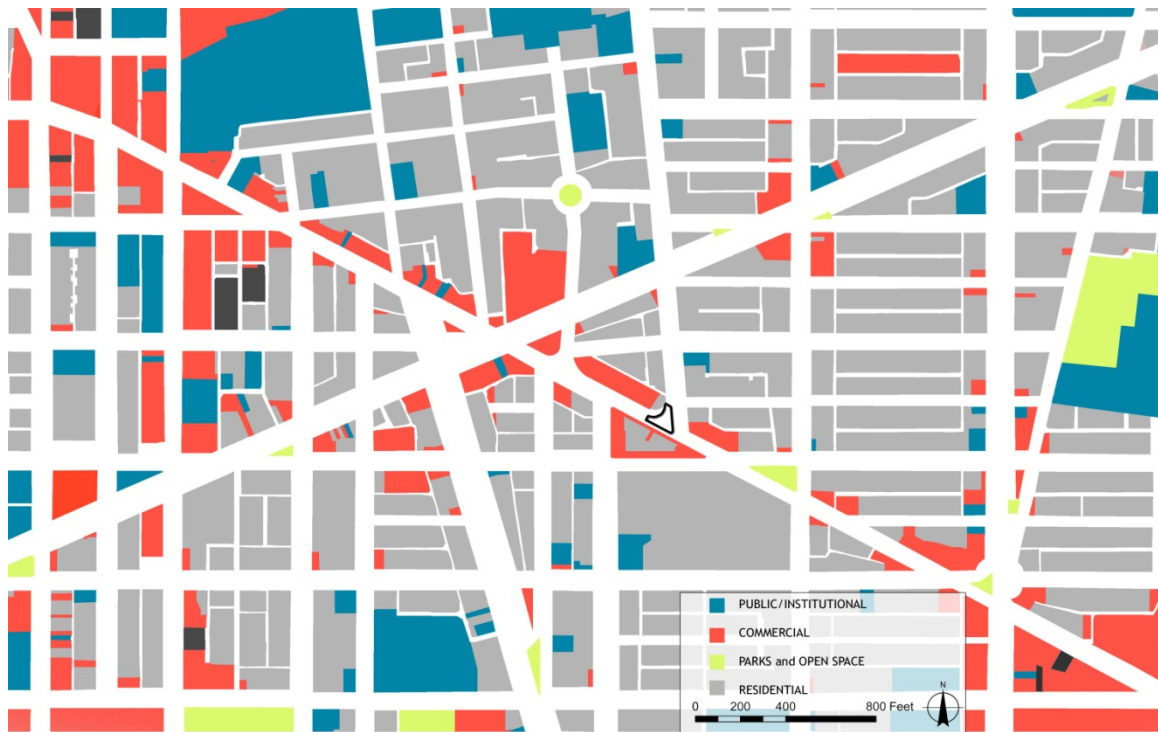 PUBLIC/INSTITUTIONAL
COMMERCIAL
PARKS and OPEN SPACE
RESIDENTIAL
N
0 200 400 800 Feet